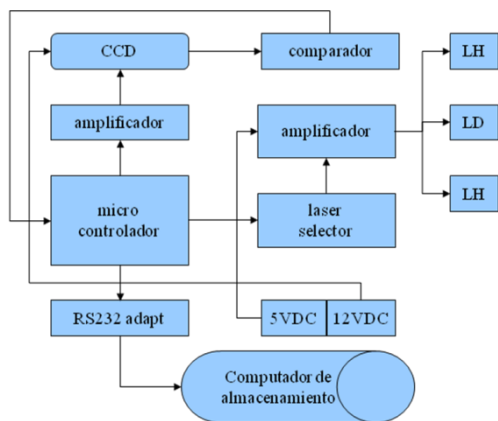 CCD
comparador
LH
amplificador
amplificador
LD
micro
controlador
laser
selector
LH
RS232 adapt
5VDC
12VDC
Computador de
almacenamiento